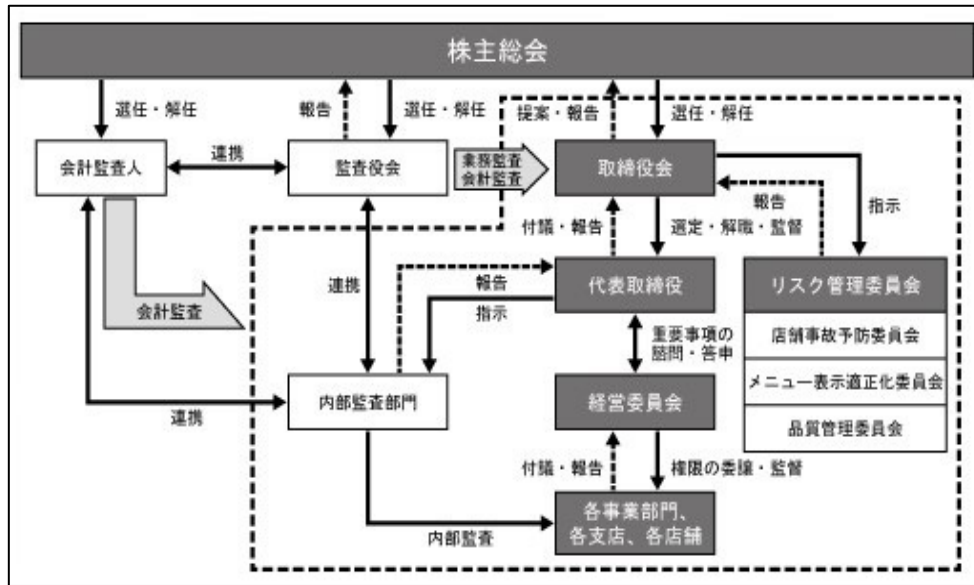 株主総会
選任・解任
報告
選任・解任
提案・報告
選任・解任
会計監査人
連携
監査役会
業務監査
会計監査
取締役会
報告
指示
付議・報告
選定・解職・監督
会計監査
連携
報告
指示
代表取締役
リスク管理委員会
店舗事故予防委員会
メニュー表示適正化委員会
品質管理委員会
重要事項の
諮問・答申
連携
内部監査部門
経営委員会
付議・報告
権限の委譲・監督
内部監査
各事業部門、
各支店、各店舗